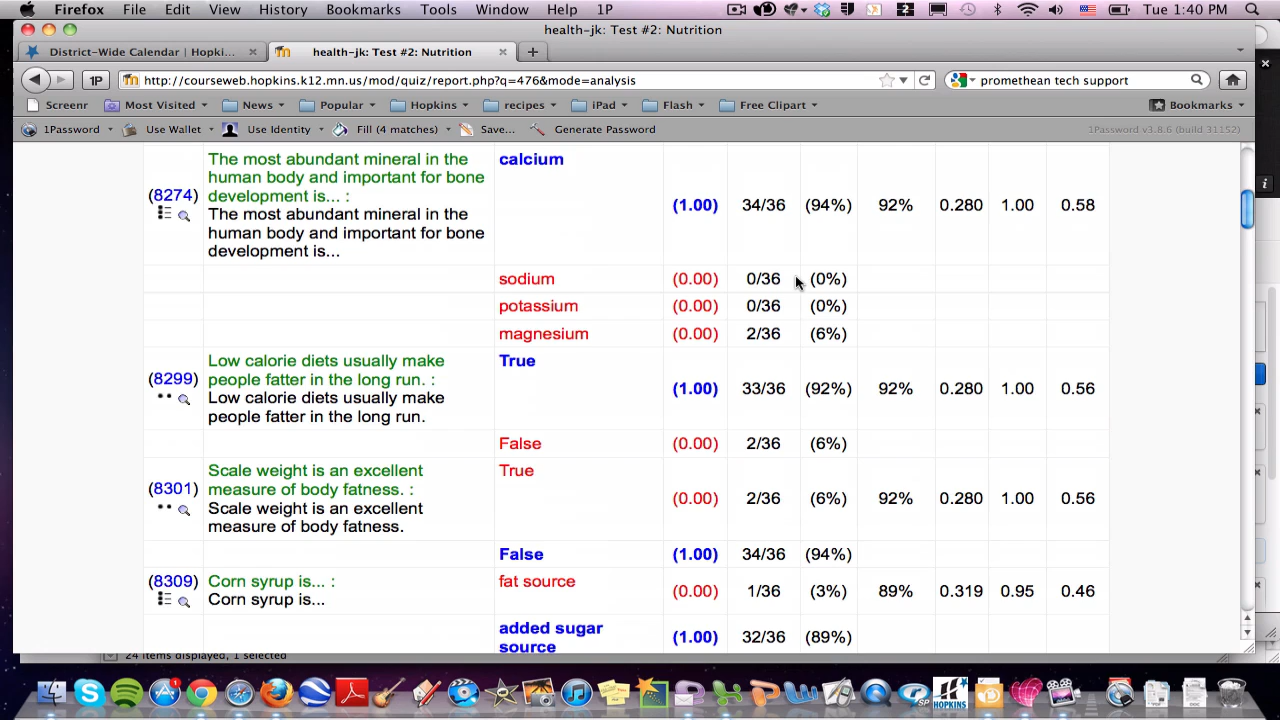 Firefox File Edit View History Bookmarks Tools Window Help 1P Tue 1:40 PM
health-jk: Test #2: Nutrition
District-Wide Calendar | Hopki... health-jk: Test #2: Nutrition
1P http://courseweb.hopkins.k12.mn.us/mod/quiz/report.php?q=476&mode=analysis promethean tech support
Screenr Most Visited News Popular Hopkins recipes iPad Flash Free Clipart Bookmarks
1Password Use Wallet Use Identity Fill (4 matches) Save... Generate Password 1Password v3.8.6 (build 31152)
The most abundant mineral in the calcium
human body and important for bone
(8274) development is... : (1.00) 34/36 (94%) 92% 0.280 1.00 0.58
The most abundant mineral in the
human body and important for bone
development is...
sodium (0.00) 0/36 (0%)
potassium (0.00) 0/36 (0%)
magnesium (0.00) 2/36 (6%)
Low calorie diets usually make True
(8299) people fatter in the long run. : (1.00) 33/36 (92%) 92% 0.280 1.00 0.56
Low calorie diets usually make
people fatter in the long run.
False (0.00) 2/36 (6%)
Scale weight is an excellent True
(8301) measure of body fatness. : (0.00) 2/36 (6%) 92% 0.280 1.00 0.56
Scale weight is an excellent
measure of body fatness.
False (1.00) 34/36 (94%)
(8309) Corn syrup is... : fat source (0.00) 1/36 (3%) 89% 0.319 0.95 0.46
Corn syrup is...
added sugar (1.00) 32/36 (89%)
source
24 items displayed, 1 selected
HOPKINS